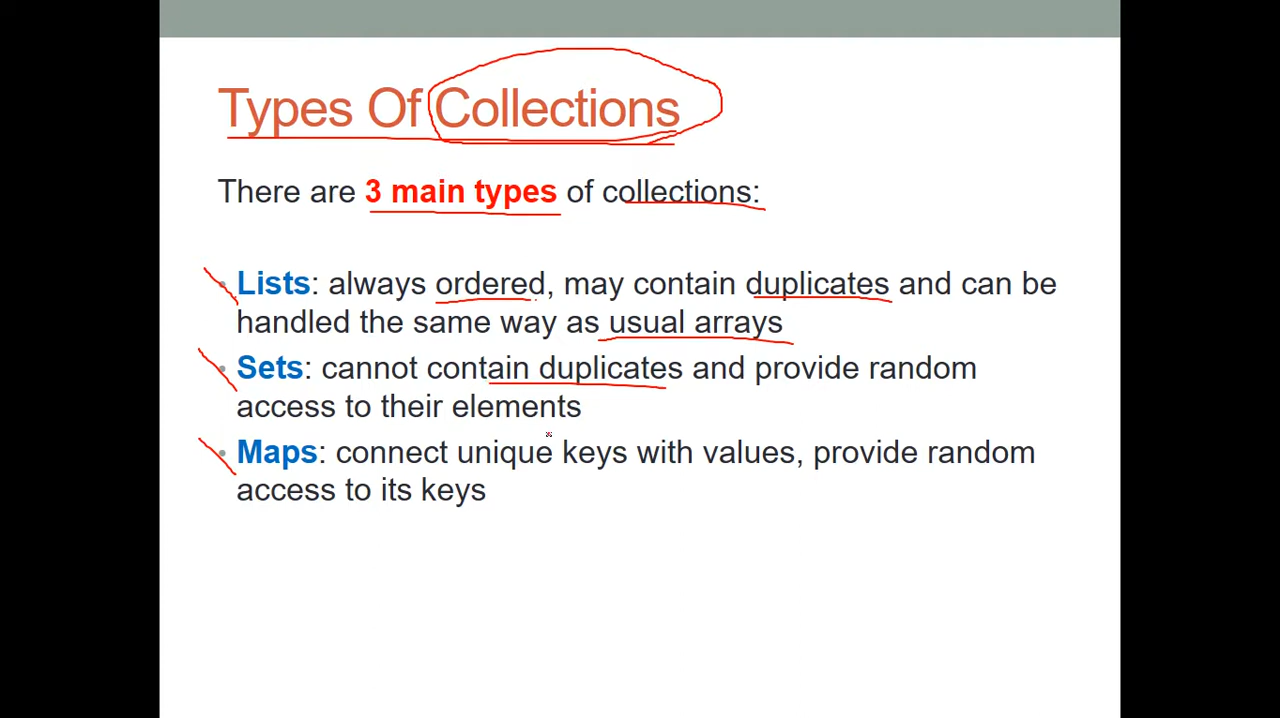 Types Of Collections
There are 3 main types of collections:
• Lists: always ordered, may contain duplicates and can be
handled the same way as usual arrays
• Sets: cannot contain duplicates and provide random
access to their elements
• Maps: connect unique keys with values, provide random
access to its keys